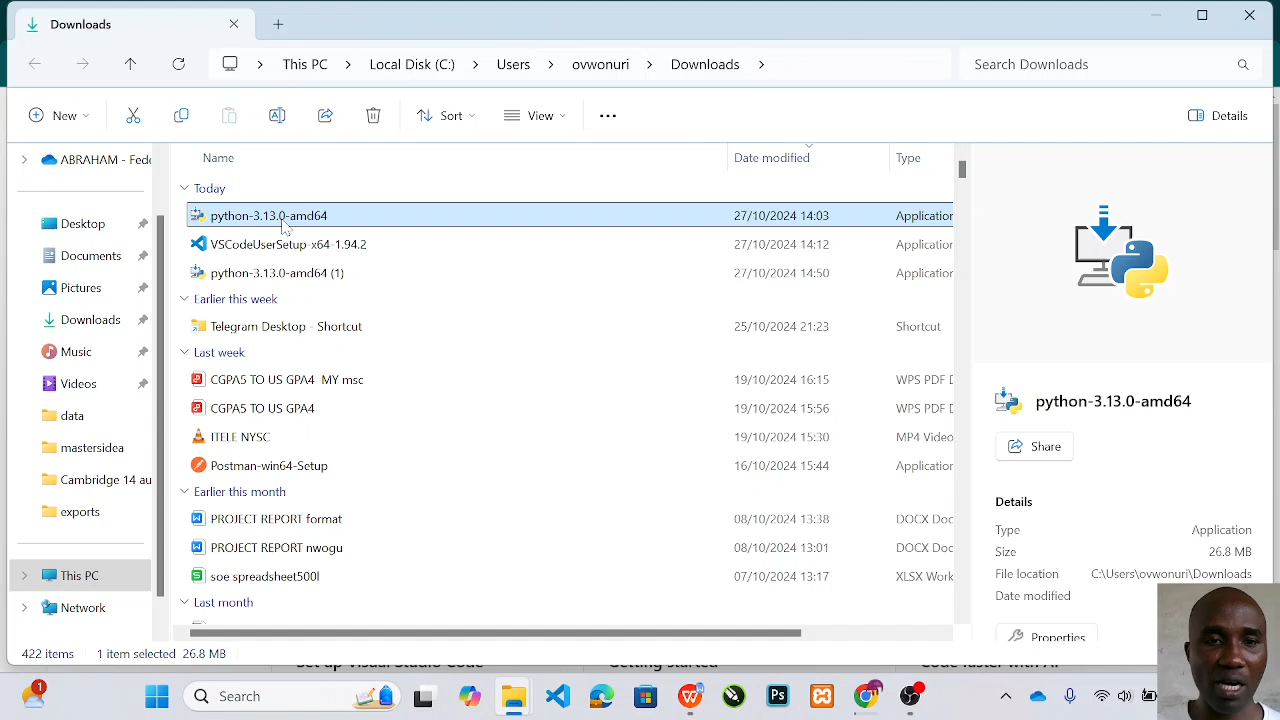 Downloads
This PC
Local Disk (C:)
Users
ovwonuri
Downloads
Search Downloads
New
Sort
View
Details
ABRAHAM - Fede
Desktop
Documents
Pictures
Downloads
Music
Videos
data
mastersidea
Cambridge 14 au
exports
This PC
Network
Name Date modified Type
Today
python-3.13.0-amd64 27/10/2024 14:03 Application
VSCodeUserSetup-x64-1.94.2 27/10/2024 14:12 Application
python-3.13.0-amd64 (1) 27/10/2024 14:50 Application
Earlier this week
Telegram Desktop - Shortcut 25/10/2024 21:23 Shortcut
Last week
CGPA5 TO US GPA4 MY msc 19/10/2024 16:15 WPS PDF D
CGPA5 TO US GPA4 19/10/2024 15:56 WPS PDF D
ITELE NYSC 19/10/2024 15:30 MP4 Video
Postman-win64-Setup 16/10/2024 15:44 Application
Earlier this month
PROJECT REPORT format 08/10/2024 13:38 DOCX Doc
PROJECT REPORT nwogu 08/10/2024 13:01 DOCX Doc
soe spreadsheet500l 07/10/2024 13:17 XLSX Work
Last month
python-3.13.0-amd64
Share
Details
Type Application
Size 26.8 MB
File location C:\Users\ovwonuri\Downloads
Date modified
Properties
422 items 1 item selected 26.8 MB
Set up Visual Studio Code Getting started Code faster with AI
1
Search
Ps